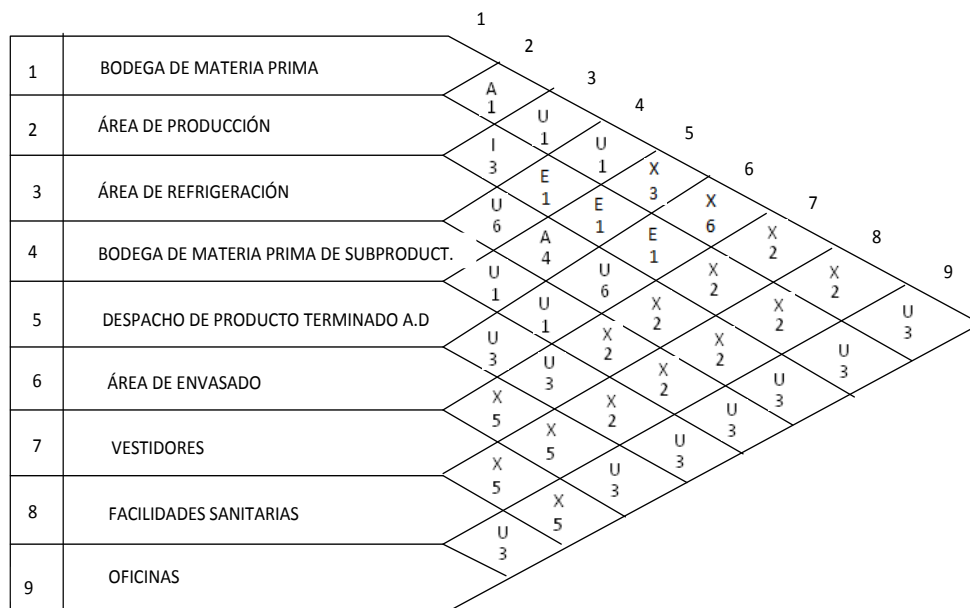 1
2
3
4
5
6
7
8
9
1 BODEGA DE MATERIA PRIMA
2 ÁREA DE PRODUCCIÓN
3 ÁREA DE REFRIGERACIÓN
4 BODEGA DE MATERIA PRIMA DE SUBPRODUCT.
5 DESPACHO DE PRODUCTO TERMINADO A.D
6 ÁREA DE ENVASADO
7 VESTIDORES
8 FACILIDADES SANITARIAS
9 OFICINAS
A
1
I
3
U
6
U
1
U
3
X
5
X
5
U
3
U
1
E
1
A
4
U
1
U
3
X
5
X
5
U
1
E
1
U
6
X
2
X
2
U
3
X
3
E
1
X
2
X
2
U
3
X
6
X
2
X
2
U
3
X
2
X
2
U
3
X
2
U
3
U
3